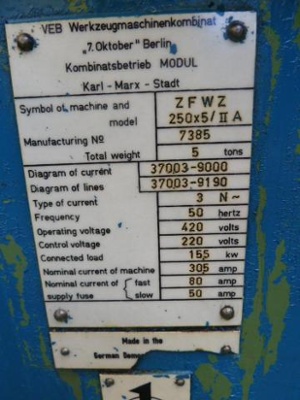 VEB Werkzeugmaschinenkombinat
„7. Oktober" Berlin
Kombinatsbetrieb MODUL
Karl - Marx - Stadt
Symbol of machine and model ZFWZ 250x5/II A
Manufacturing № 7385
Total weight 5 tons
Diagram of current 37003-9000
Diagram of lines 37003-9190
Type of current 3 N~
Frequency 50 hertz
Operating voltage 420 volts
Control voltage 220 volts
Connected load 155 kw
Nominal current of machine 305 amp
Nominal current of fast 80 amp
supply fuse slow 50 amp
Made in the
German
1